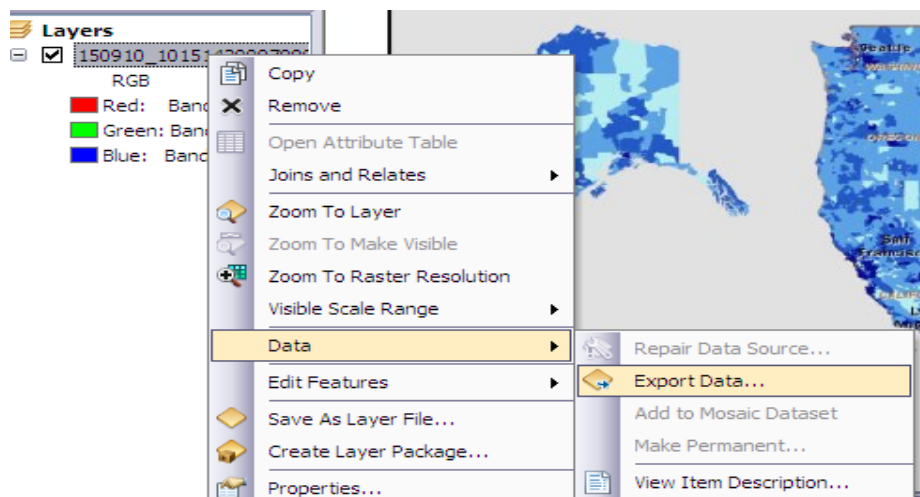 Layers
150910_10151420007900
RGB
Red: Band
Green: Band
Blue: Band
Copy
Remove
Open Attribute Table
Joins and Relates
Zoom To Layer
Zoom To Make Visible
Zoom To Raster Resolution
Visible Scale Range
Data
Edit Features
Save As Layer File...
Create Layer Package...
Properties...
Repair Data Source...
Export Data...
Add to Mosaic Dataset
Make Permanent...
View Item Description...
Seattle
OREGON
San